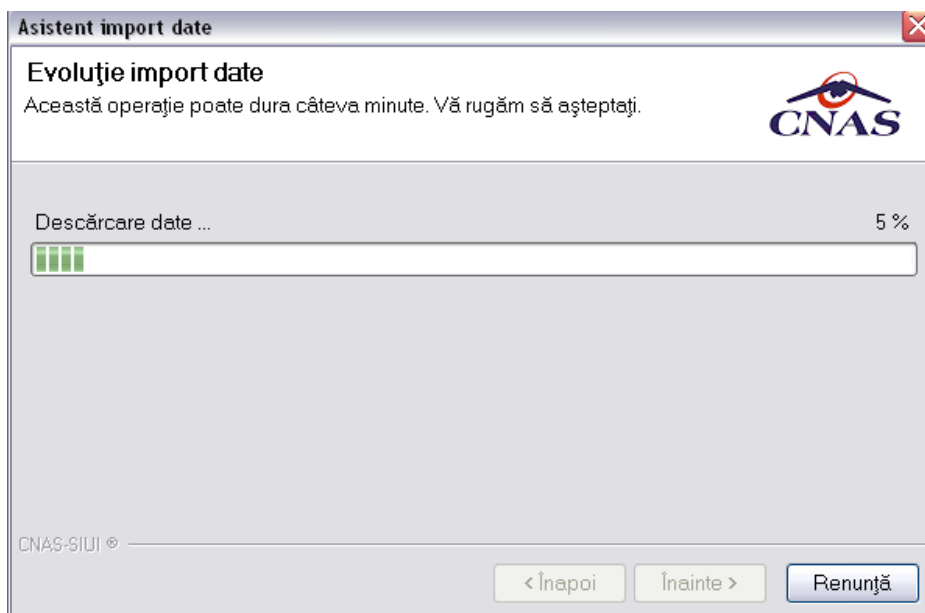 Asistent import date
Evoluţie import date
Această operaţie poate dura câteva minute. Vă rugăm să aşteptaţi.
CNAS
Descărcare date ...
5 %
CNAS-SIUI ®
< Înapoi
Înainte >
Renunţă